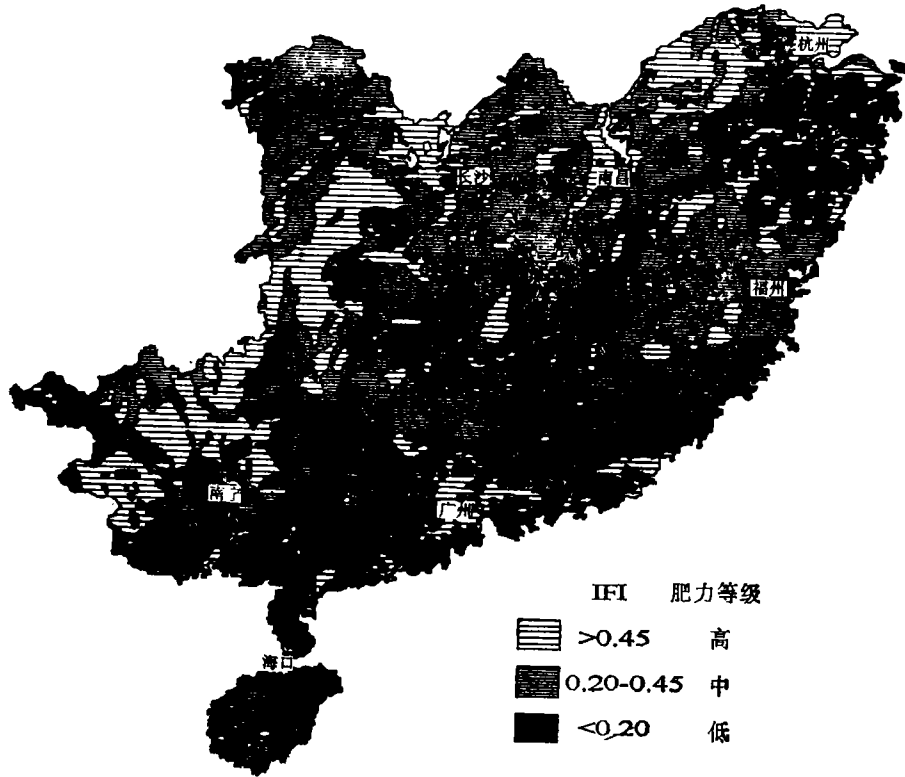 杭州
长沙
南昌
福州
南宁
广州
海口
IFI 肥力等级
>0.45 高
0.20-0.45 中
<0.20 低